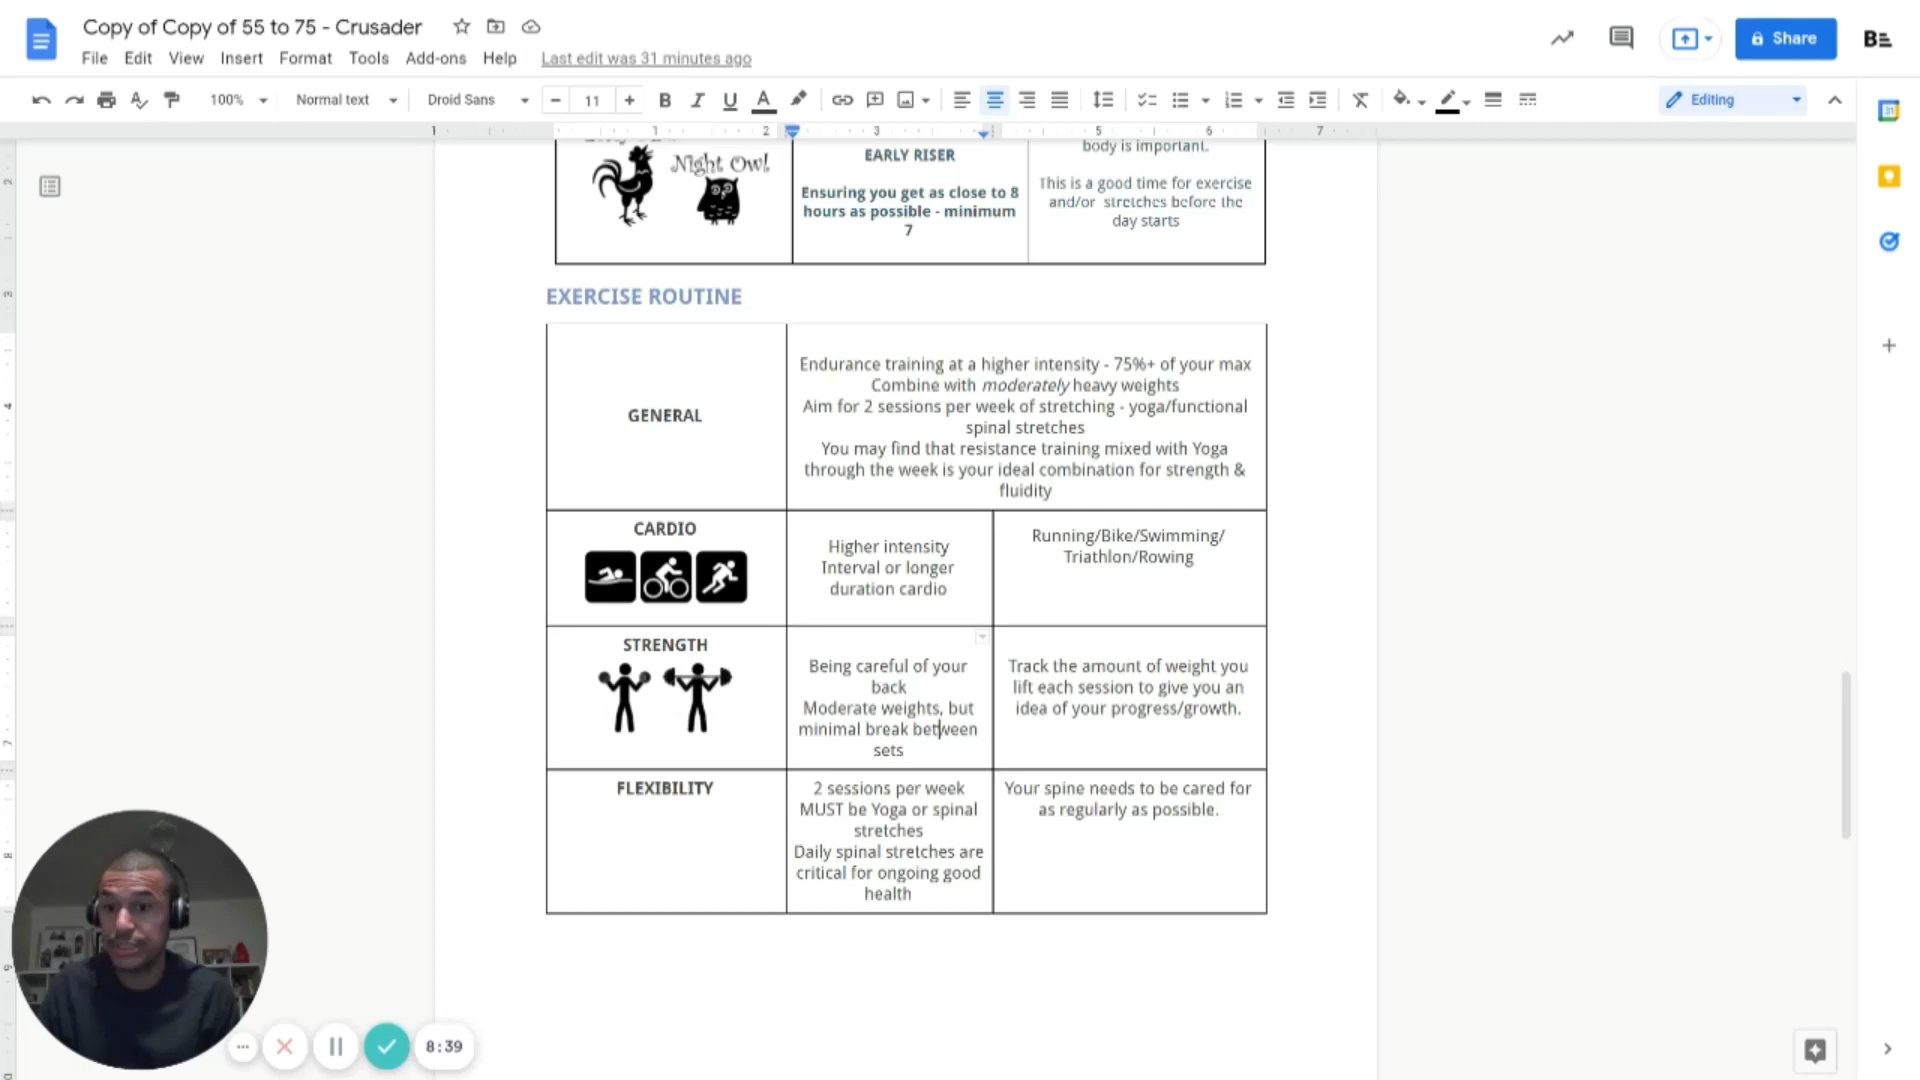 Copy of Copy of 55 to 75 - Crusader
File Edit View Insert Format Tools Add-ons Help Last edit was 31 minutes ago
Share
100% Normal text Droid Sans 11 Editing
1 1 2 3 5 6 7
Night Owl!
EARLY RISER
Ensuring you get as close to 8
hours as possible - minimum
7
body is important.
This is a good time for exercise
and/or stretches before the
day starts
EXERCISE ROUTINE
GENERAL
Endurance training at a higher intensity - 75%+ of your max
Combine with moderately heavy weights
Aim for 2 sessions per week of stretching - yoga/functional
spinal stretches
You may find that resistance training mixed with Yoga
through the week is your ideal combination for strength &
fluidity
CARDIO
Higher intensity
Interval or longer
duration cardio
Running/Bike/Swimming/
Triathlon/Rowing
STRENGTH
Being careful of your
back
Moderate weights, but
minimal break between
sets
Track the amount of weight you
lift each session to give you an
idea of your progress/growth.
FLEXIBILITY
2 sessions per week
MUST be Yoga or spinal
stretches
Daily spinal stretches are
critical for ongoing good
health
Your spine needs to be cared for
as regularly as possible.
8:39